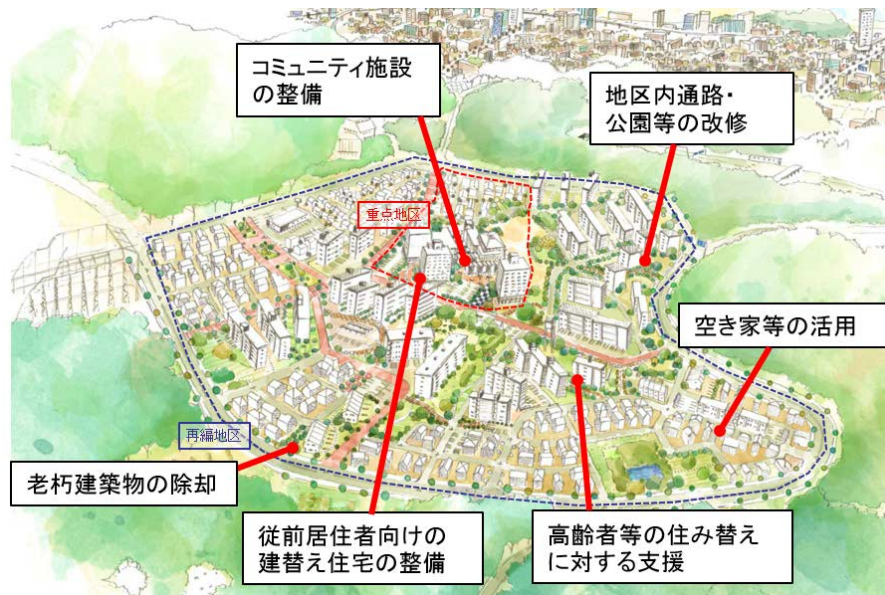 コミュニティ施設
の整備
地区内通路・
公園等の改修
重点地区
空き家等の活用
再編地区
老朽建築物の除却
従前居住者向けの
建替え住宅の整備
高齢者等の住み替え
に対する支援